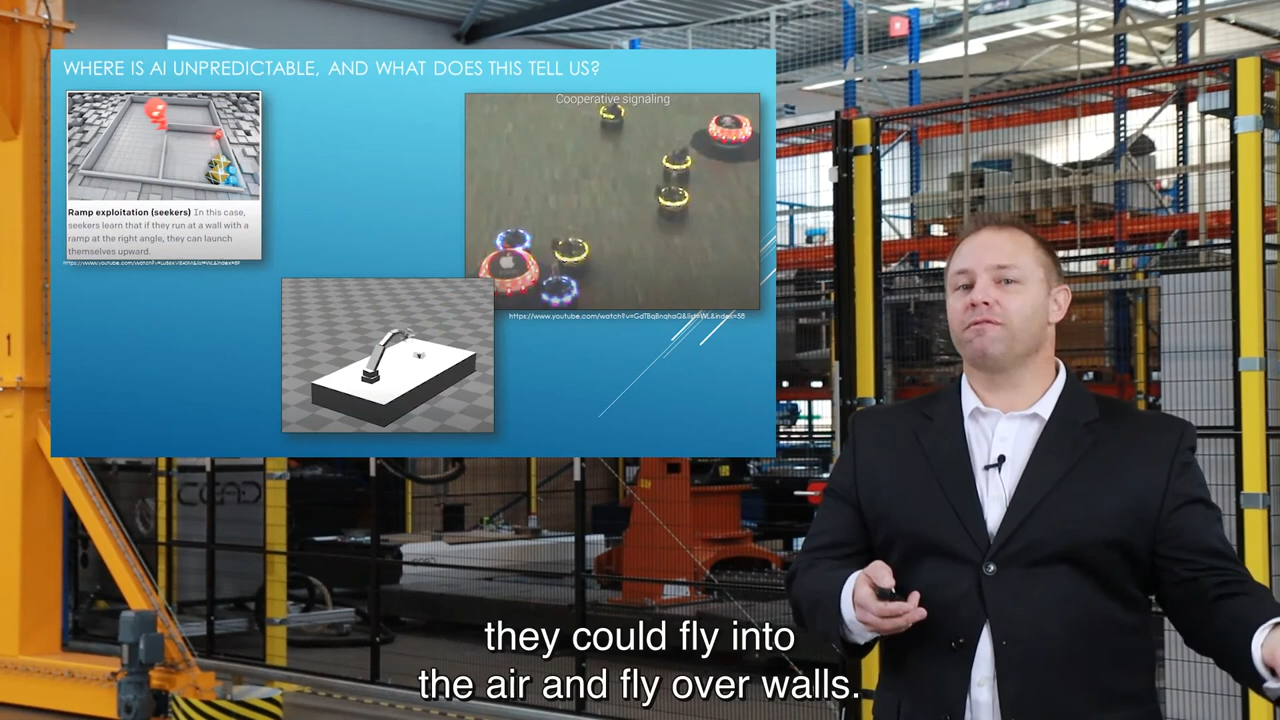 WHERE IS AI UNPREDICTABLE, AND WHAT DOES THIS TELL US?
Cooperative signaling
Ramp exploitation (seekers) In this case,
seekers learn that if they run at a wall with a
ramp at the right angle, they can launch
themselves upward.
they could fly into
the air and fly over walls.